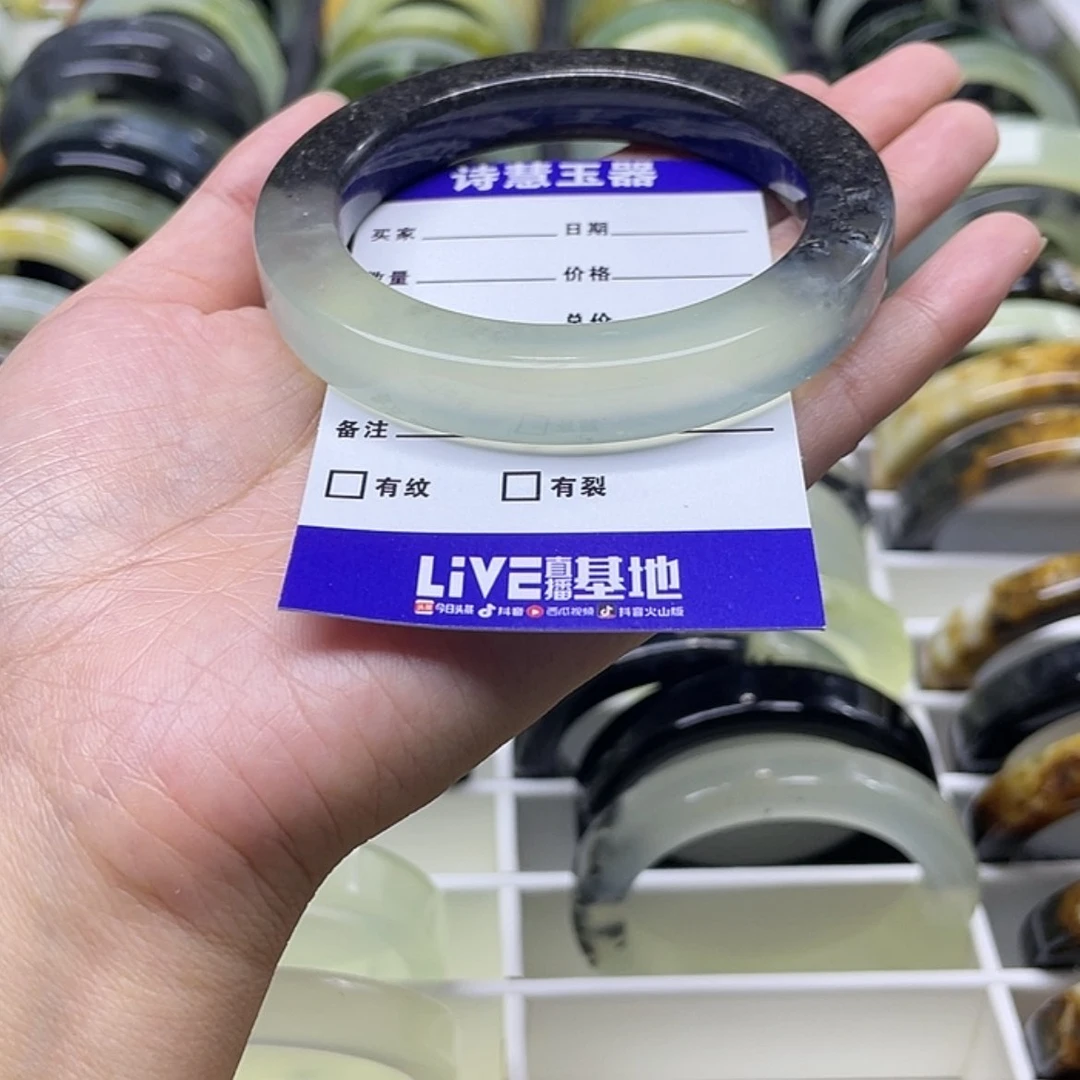 诗慧玉器
买家 日期
数量 价格
总价
备注
有纹 有裂
LiVE直播基地
头条 今日头条 抖音 西瓜视频 抖音火山版